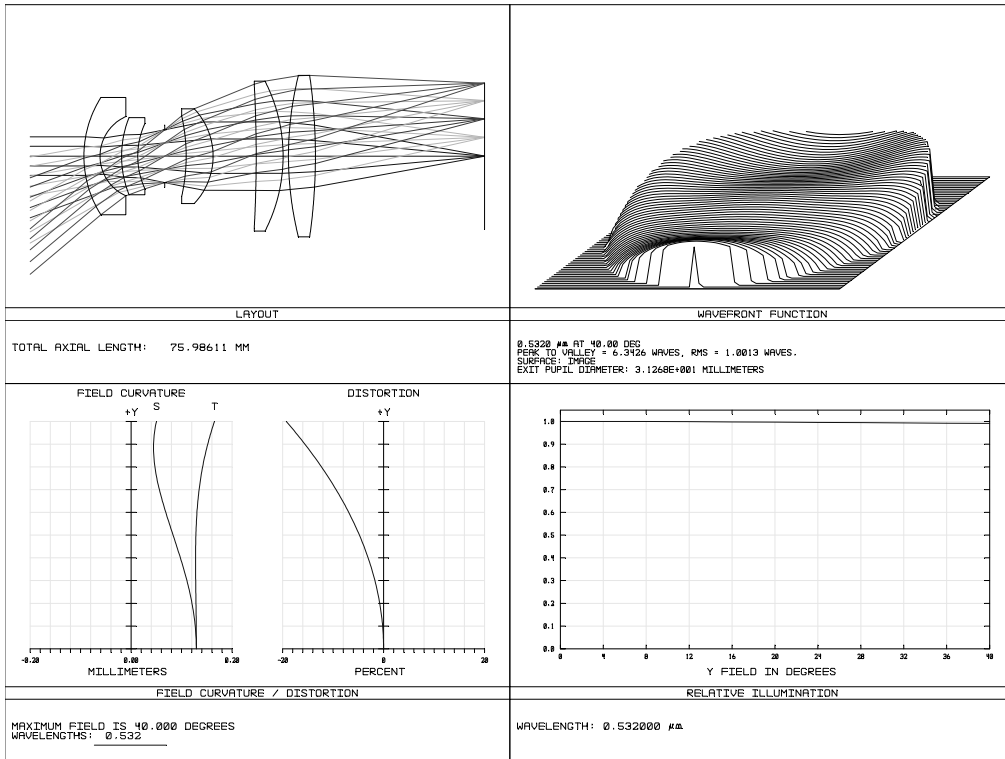 LAYOUT
TOTAL AXIAL LENGTH: 75.98611 MM
WAVEFRONT FUNCTION
0.5320 µm AT 40.00 DEG
PEAK TO VALLEY = 6.3426 WAVES, RMS = 1.0013 WAVES.
SURFACE: IMAGE
EXIT PUPIL DIAMETER: 3.1268E+001 MILLIMETERS
FIELD CURVATURE
+Y
S T
-0.20 0.00 0.20
MILLIMETERS
DISTORTION
+Y
-20 0 20
PERCENT
FIELD CURVATURE / DISTORTION
MAXIMUM FIELD IS 40.000 DEGREES
WAVELENGTHS: 0.532
1.0
0.9
0.8
0.7
0.6
0.5
0.4
0.3
0.2
0.1
0.0
0 4 8 12 16 20 24 28 32 36 40
Y FIELD IN DEGREES
RELATIVE ILLUMINATION
WAVELENGTH: 0.532000 µm